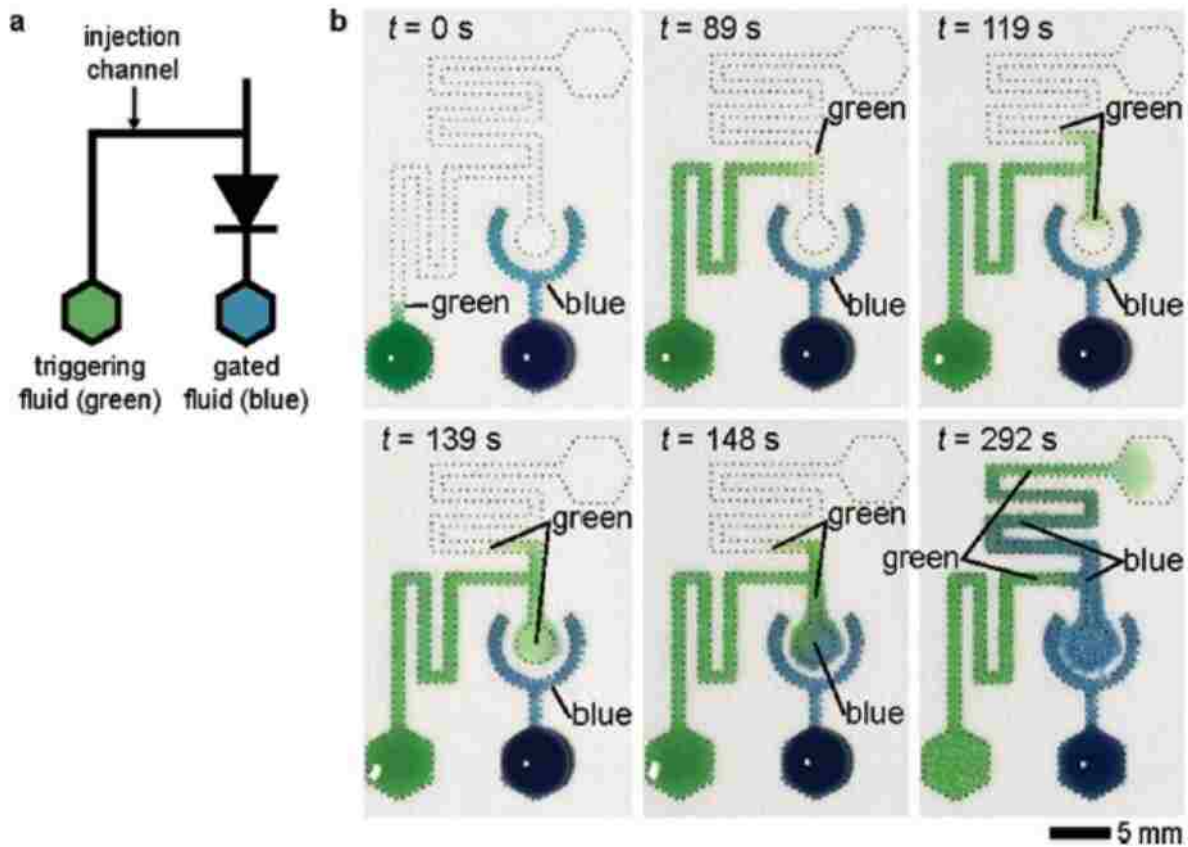 a
injection
channel
triggering
fluid (green)
gated
fluid (blue)
b
t = 0 s
green
blue
t = 89 s
green
blue
t = 119 s
green
blue
t = 139 s
green
blue
t = 148 s
green
blue
t = 292 s
green
blue
5 mm